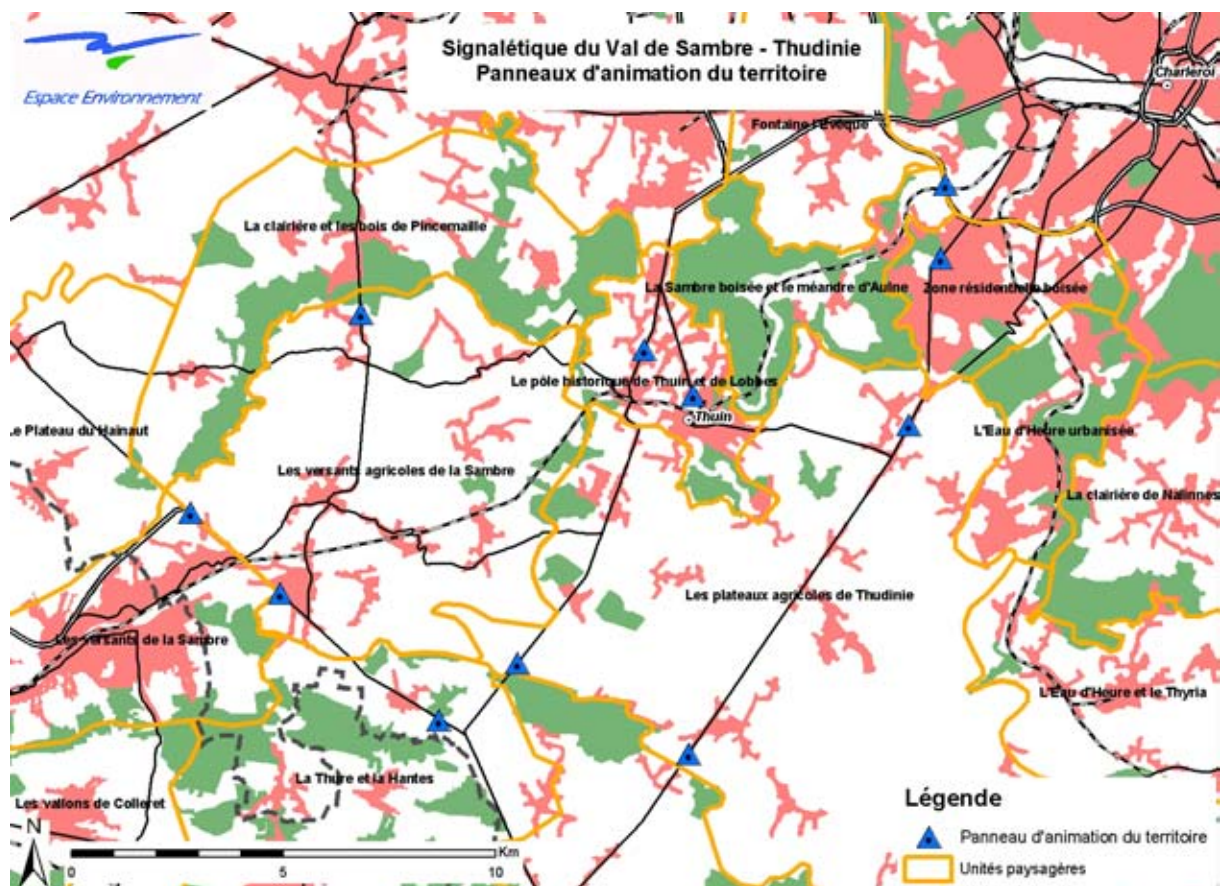 Espace Environnement
Signalétique du Val de Sambre - Thudinie
Panneaux d'animation du territoire
Charleroi
Fontaine l'Evêque
La clairière et les bois de Pincemaille
La Sambre boisée et le méandre d'Aulne
Zone résidentielle boisée
Le pôle historique de Thuin et de Lobbes
Thuin
e Plateau du Hainaut
L'Eau d'Heure urbanisée
Les versants agricoles de la Sambre
La clairière de Nalinnes
Les plateaux agricoles de Thudinie
Les versants de la Sambre
L'Eau d'Heure et le Thyria
La Thure et la Hantes
Les vallons de Colleret
Légende
Panneau d'animation du territoire
Unités paysagères
N
Km
0 5 10